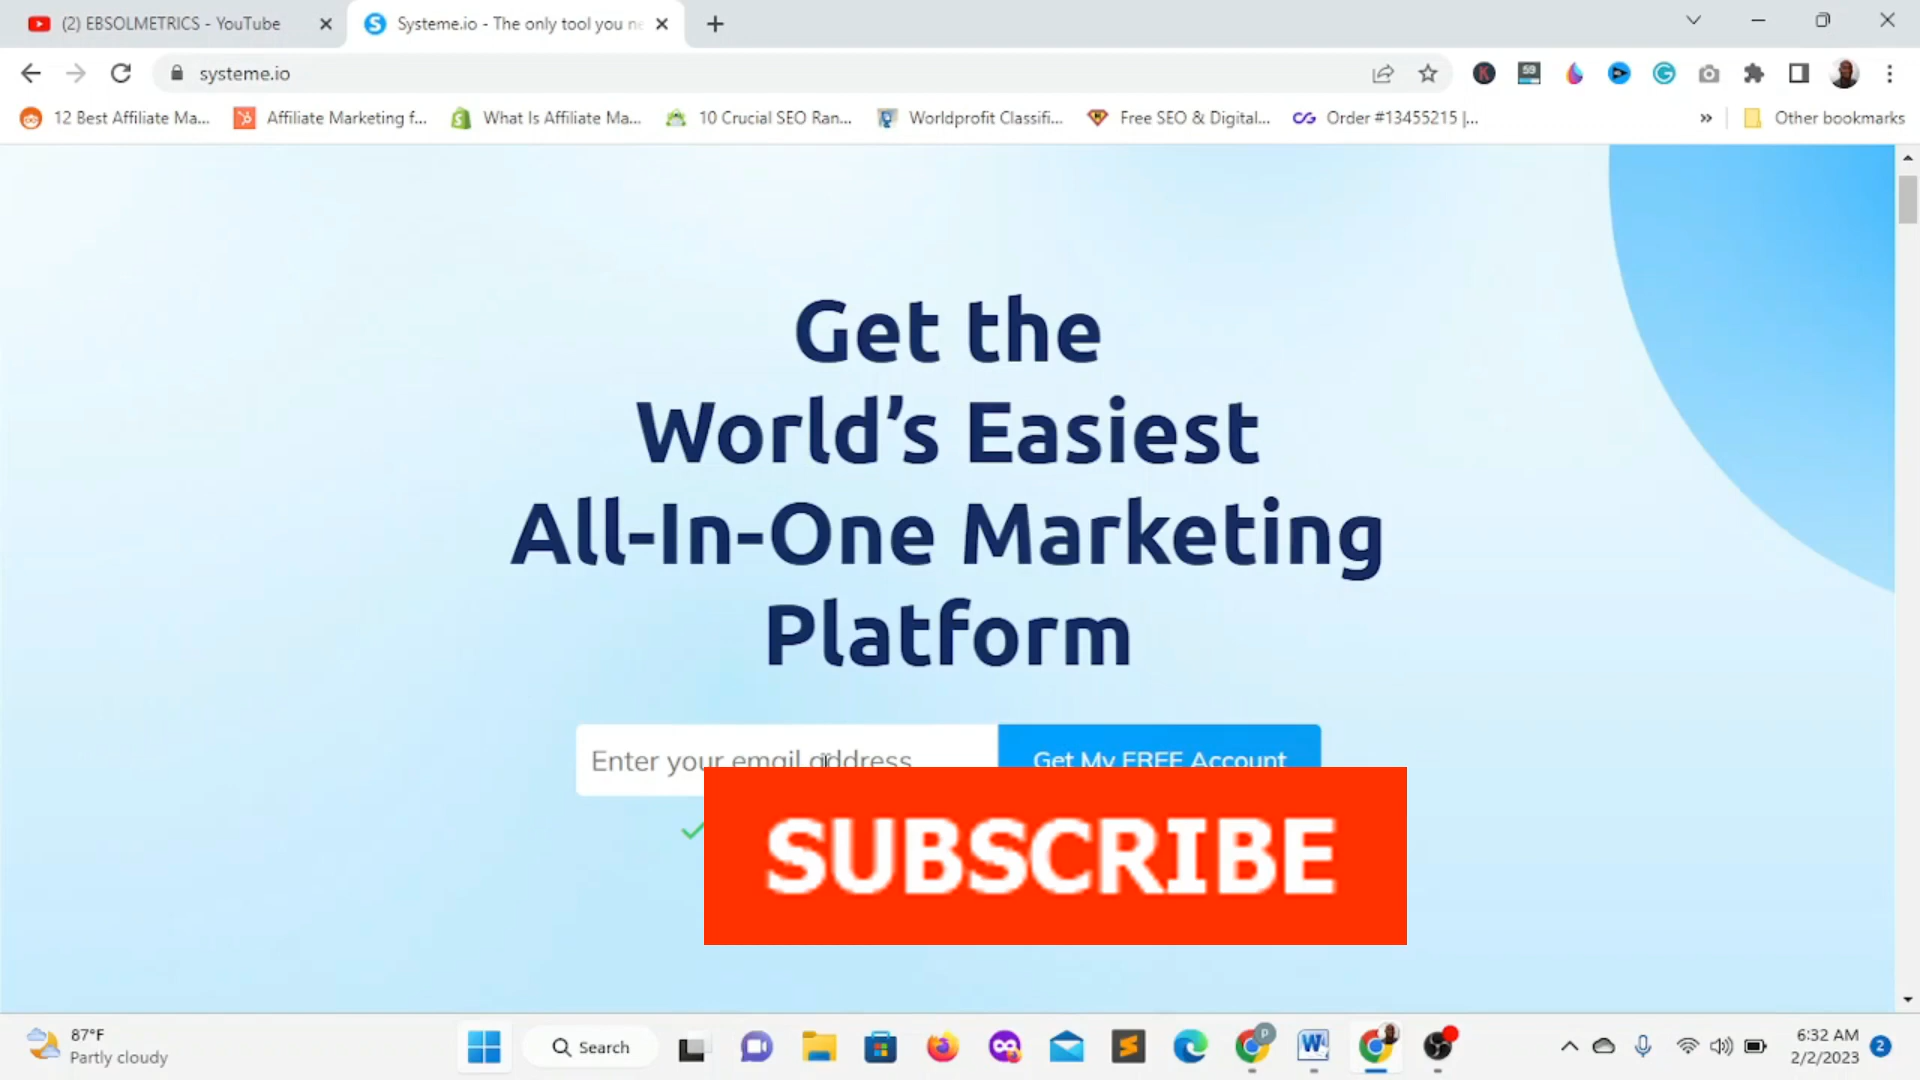 (2) EBSOLMETRICS - YouTube
Systeme.io - The only tool you ne
systeme.io
59
12 Best Affiliate Ma...
Affiliate Marketing f...
What Is Affiliate Ma...
10 Crucial SEO Ran...
Worldprofit Classifi...
Free SEO & Digital...
Order #13455215 |...
Other bookmarks
Get the
World's Easiest
All-In-One Marketing
Platform
Enter your email address
Get My FREE Account
SUBSCRIBE
87°F
Partly cloudy
Search
P
6:32 AM
2/2/2023
2